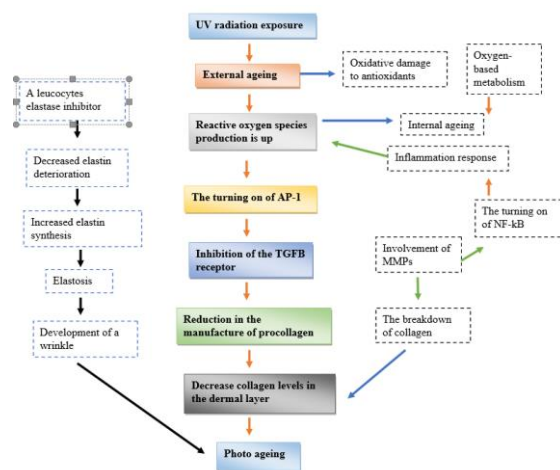 UV radiation exposure
External ageing
Oxidative damage
to antioxidants
Oxygen-
based
metabolism
A leucocytes
elastase inhibitor
Reactive oxygen species
production is up
Internal ageing
Inflammation response
Decreased elastin
deterioration
The turning on of AP-1
The turning on
of NF-kB
Increased elastin
synthesis
Inhibition of the TGFB
receptor
Involvement of
MMPs
Elastosis
Development of a
wrinkle
Reduction in the
manufacture of procollagen
The breakdown
of collagen
Decrease collagen levels in
the dermal layer
Photo ageing